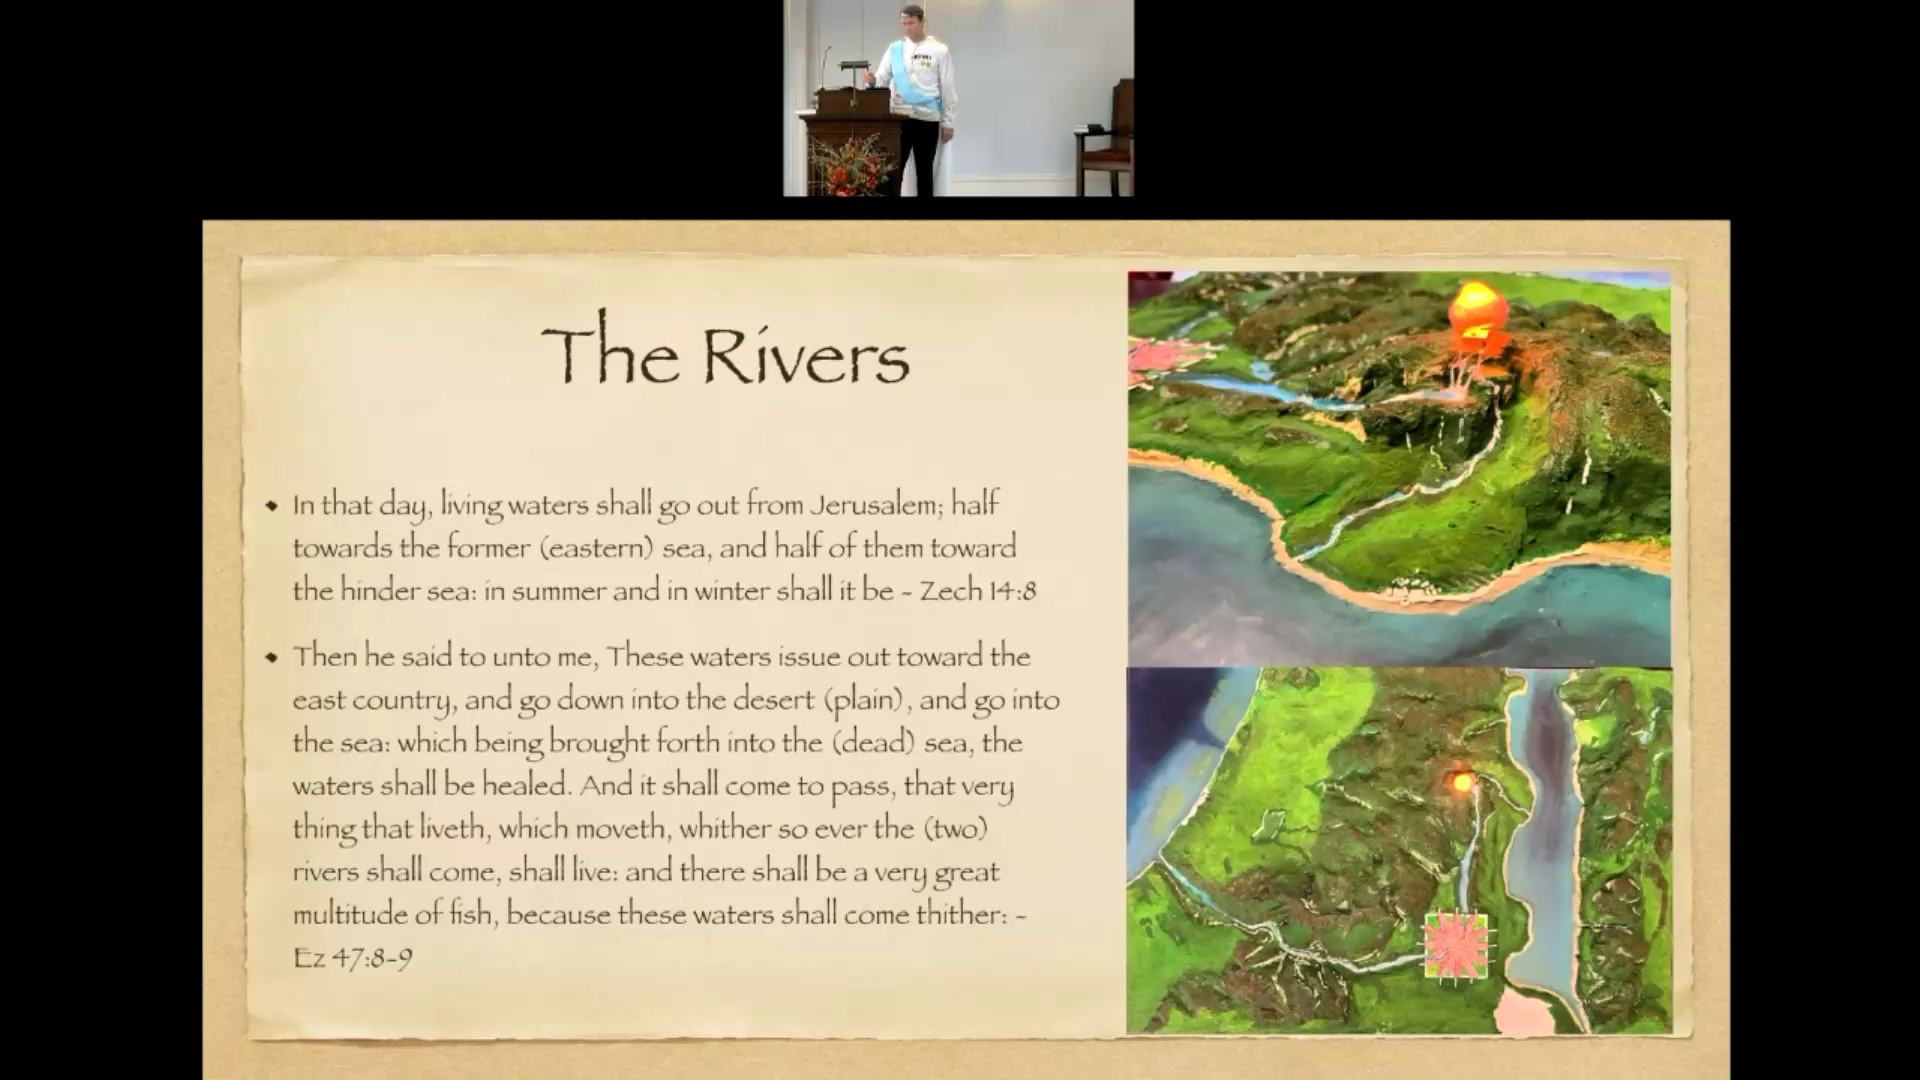 The Rivers
• In that day, living waters shall go out from Jerusalem; half
towards the former (eastern) sea, and half of them toward
the hinder sea: in summer and in winter shall it be - Zech 14:8
• Then he said to unto me, These waters issue out toward the
east country, and go down into the desert (plain), and go into
the sea: which being brought forth into the (dead) sea, the
waters shall be healed. And it shall come to pass, that very
thing that liveth, which moveth, whither so ever the (two)
rivers shall come, shall live: and there shall be a very great
multitude of fish, because these waters shall come thither: -
Ez 47:8-9